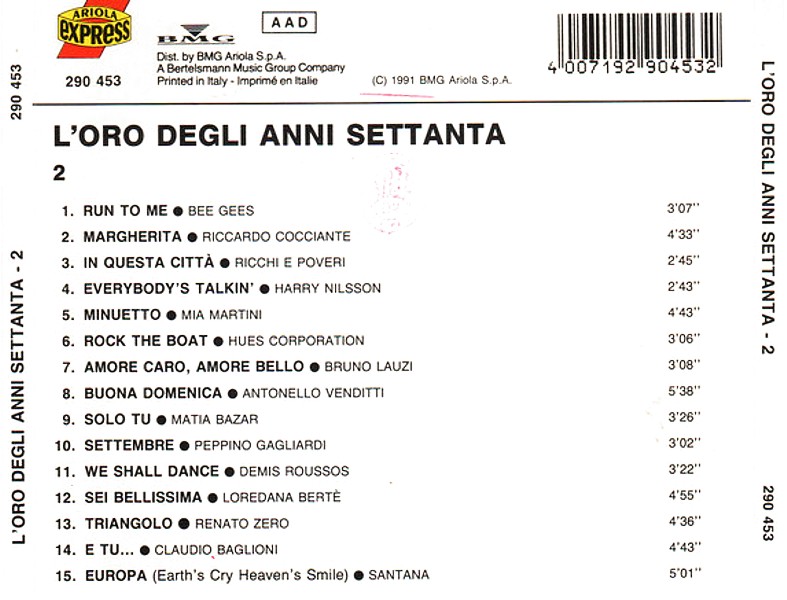 ARIOLA
EXPRESS
290 453
BMG
AAD
Dist. by BMG Ariola S.p.A.
A Bertelsmann Music Group Company
Printed in Italy - Imprimé en Italie
(C) 1991 BMG Ariola S.p.A.
4 007192 904532
L'ORO DEGLI ANNI SETTANTA
2
1. RUN TO ME ● BEE GEES 3'07''
2. MARGHERITA ● RICCARDO COCCIANTE 4'33''
3. IN QUESTA CITTÀ ● RICCHI E POVERI 2'45''
4. EVERYBODY'S TALKIN' ● HARRY NILSSON 2'43''
5. MINUETTO ● MIA MARTINI 4'43''
6. ROCK THE BOAT ● HUES CORPORATION 3'06''
7. AMORE CARO, AMORE BELLO ● BRUNO LAUZI 3'08''
8. BUONA DOMENICA ● ANTONELLO VENDITTI 5'38''
9. SOLO TU ● MATIA BAZAR 3'26''
10. SETTEMBRE ● PEPPINO GAGLIARDI 3'02''
11. WE SHALL DANCE ● DEMIS ROUSSOS 3'22''
12. SEI BELLISSIMA ● LOREDANA BERTÈ 4'55''
13. TRIANGOLO ● RENATO ZERO 4'36''
14. E TU... ● CLAUDIO BAGLIONI 4'43''
15. EUROPA (Earth's Cry Heaven's Smile) ● SANTANA 5'01''
290 453
L'ORO DEGLI ANNI SETTANTA - 2
L'ORO DEGLI ANNI SETTANTA - 2
290 453